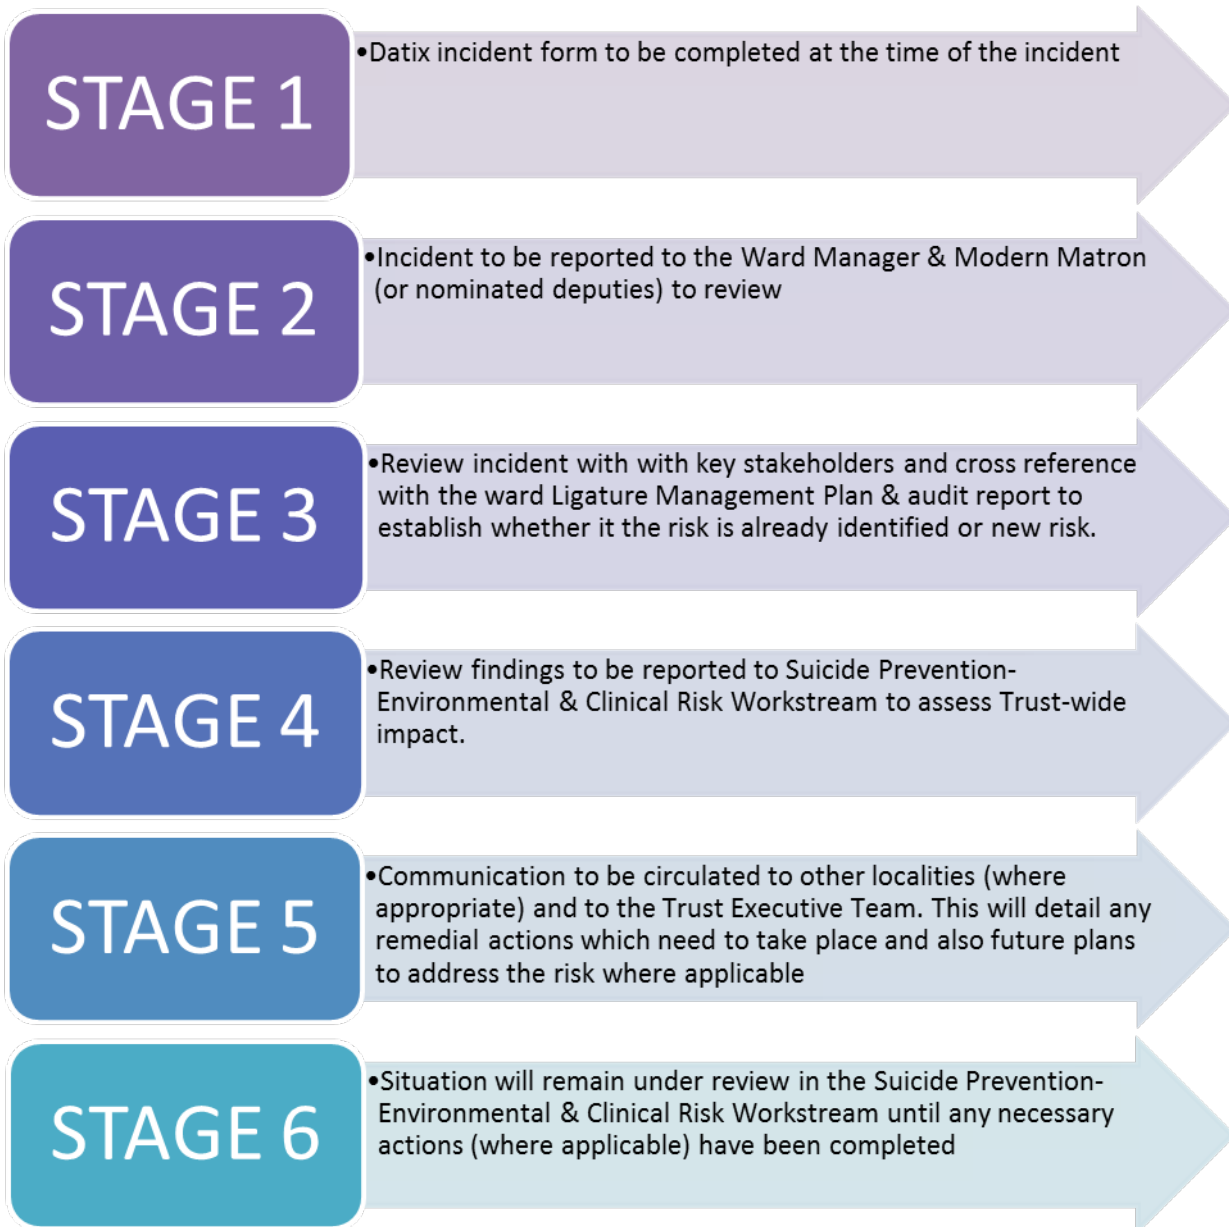 STAGE 1
•Datix incident form to be completed at the time of the incident
STAGE 2
•Incident to be reported to the Ward Manager & Modern Matron
(or nominated deputies) to review
STAGE 3
•Review incident with with key stakeholders and cross reference
with the ward Ligature Management Plan & audit report to
establish whether it the risk is already identified or new risk.
STAGE 4
•Review findings to be reported to Suicide Prevention-
Environmental & Clinical Risk Workstream to assess Trust-wide
impact.
STAGE 5
•Communication to be circulated to other localities (where
appropriate) and to the Trust Executive Team. This will detail any
remedial actions which need to take place and also future plans
to address the risk where applicable
STAGE 6
•Situation will remain under review in the Suicide Prevention-
Environmental & Clinical Risk Workstream until any necessary
actions (where applicable) have been completed